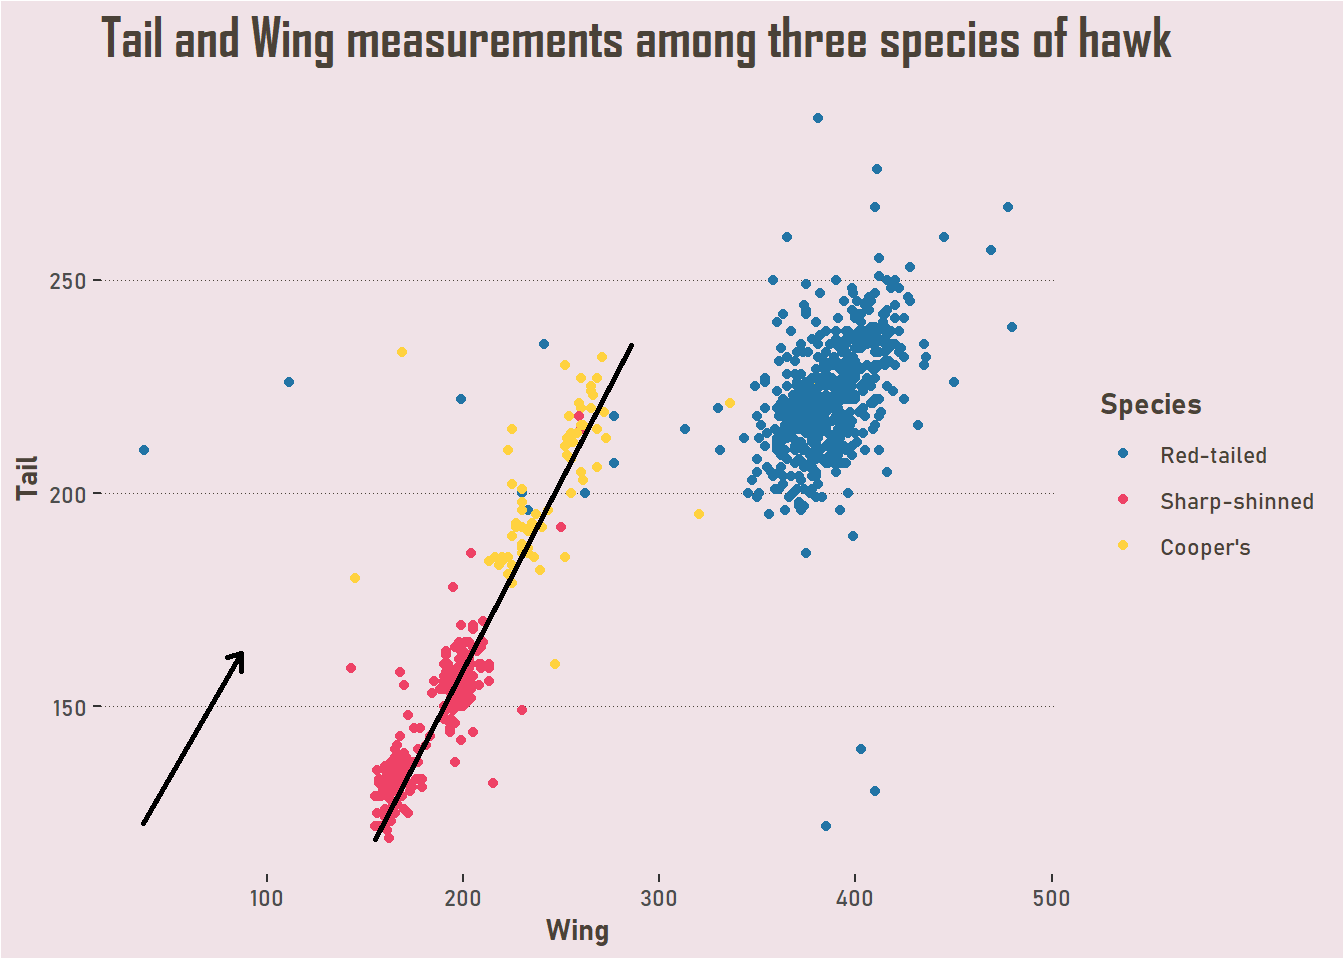 Tail and Wing measurements among three species of hawk
250
200
150
Tail
100 200 300 400 500
Wing
Species
Red-tailed
Sharp-shinned
Cooper's